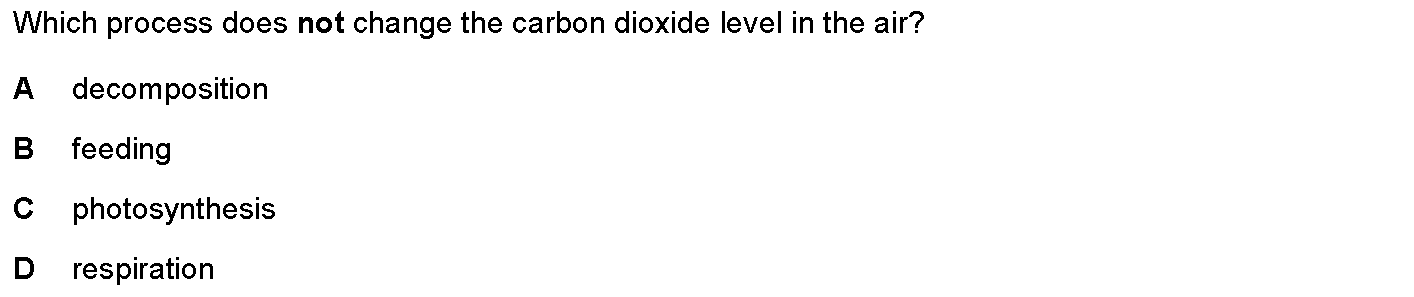 Which process does not change the carbon dioxide level in the air?
A decomposition
B feeding
C photosynthesis
D respiration